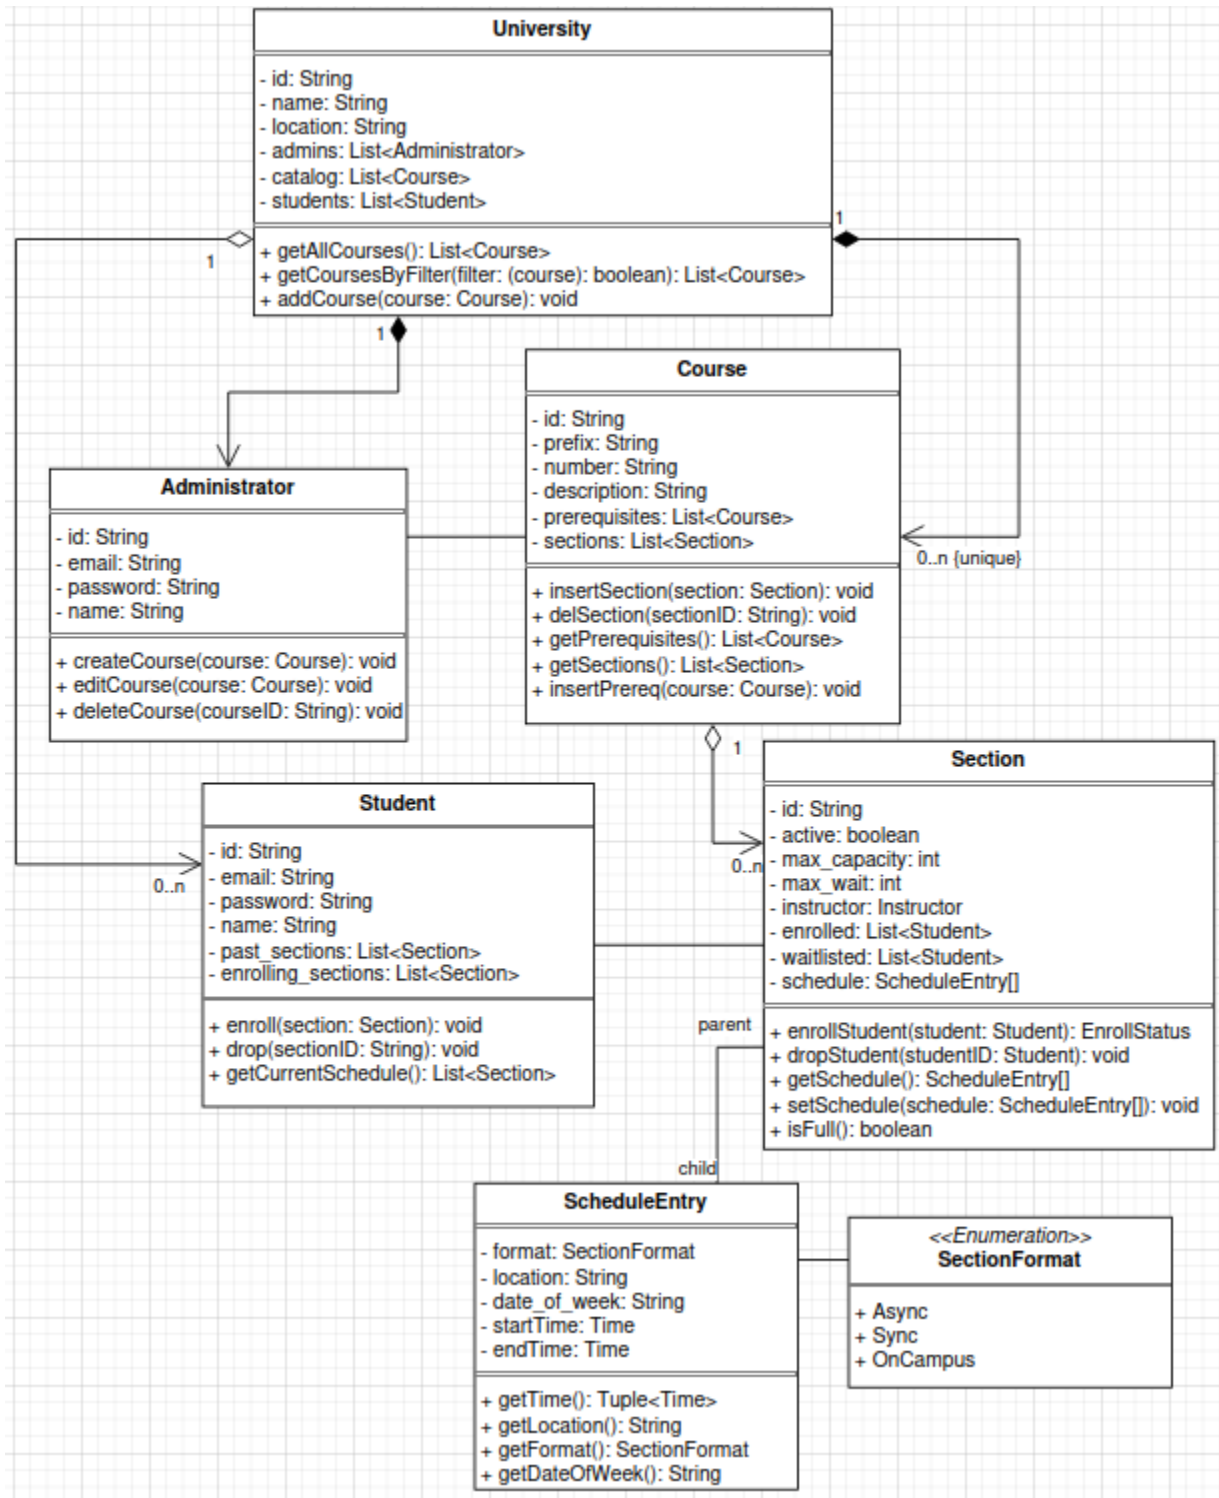 University
- id: String
- name: String
- location: String
- admins: List<Administrator>
- catalog: List<Course>
- students: List<Student>
+ getAllCourses(): List<Course>
+ getCoursesByFilter(filter: (course): boolean): List<Course>
+ addCourse(course: Course): void
1
1
1
Course
- id: String
- prefix: String
- number: String
- description: String
- prerequisites: List<Course>
- sections: List<Section>
+ insertSection(section: Section): void
+ delSection(sectionID: String): void
+ getPrerequisites(): List<Course>
+ getSections(): List<Section>
+ insertPrereq(course: Course): void
0..n {unique}
Administrator
- id: String
- email: String
- password: String
- name: String
+ createCourse(course: Course): void
+ editCourse(course: Course): void
+ deleteCourse(courseID: String): void
1
0..n
Section
- id: String
- active: boolean
- max_capacity: int
- max_wait: int
- instructor: Instructor
- enrolled: List<Student>
- waitlisted: List<Student>
- schedule: ScheduleEntry[]
+ enrollStudent(student: Student): EnrollStatus
+ dropStudent(studentID: Student): void
+ getSchedule(): ScheduleEntry[]
+ setSchedule(schedule: ScheduleEntry[]): void
+ isFull(): boolean
0..n
Student
- id: String
- email: String
- password: String
- name: String
- past_sections: List<Section>
- enrolling_sections: List<Section>
+ enroll(section: Section): void
+ drop(sectionID: String): void
+ getCurrentSchedule(): List<Section>
parent
child
ScheduleEntry
- format: SectionFormat
- location: String
- date_of_week: String
- startTime: Time
- endTime: Time
+ getTime(): Tuple<Time>
+ getLocation(): String
+ getFormat(): SectionFormat
+ getDateOfWeek(): String
<<Enumeration>>
SectionFormat
+ Async
+ Sync
+ OnCampus